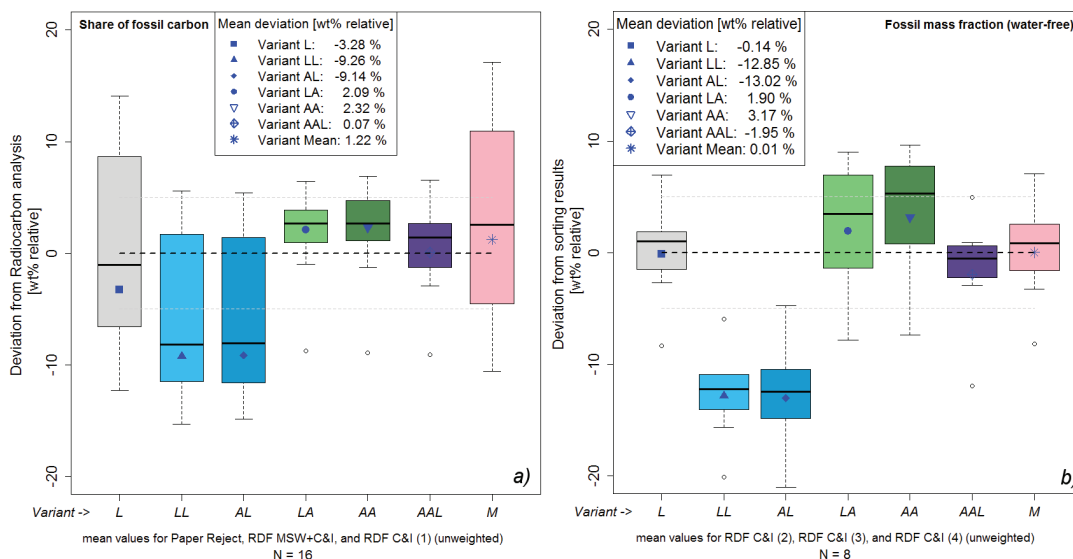 Share of fossil carbon
Mean deviation [wt% relative]
Variant L: -3.28 %
Variant LL: -9.26 %
Variant AL: -9.14 %
Variant LA: 2.09 %
Variant AA: 2.32 %
Variant AAL: 0.07 %
Variant Mean: 1.22 %
Deviation from Radiocarbon analysis
[wt% relative]
20
10
0
-10
-20
a)
Variant -> L LL AL LA AA AAL M
mean values for Paper Reject, RDF MSW+C&I, and RDF C&I (1) (unweighted)
N = 16
Mean deviation [wt% relative]
Variant L: -0.14 %
Variant LL: -12.85 %
Variant AL: -13.02 %
Variant LA: 1.90 %
Variant AA: 3.17 %
Variant AAL: -1.95 %
Variant Mean: 0.01 %
Fossil mass fraction (water-free)
Deviation from sorting results
[wt% relative]
20
10
0
-10
-20
b)
Variant -> L LL AL LA AA AAL M
mean values for RDF C&I (2), RDF C&I (3), and RDF C&I (4) (unweighted)
N = 8